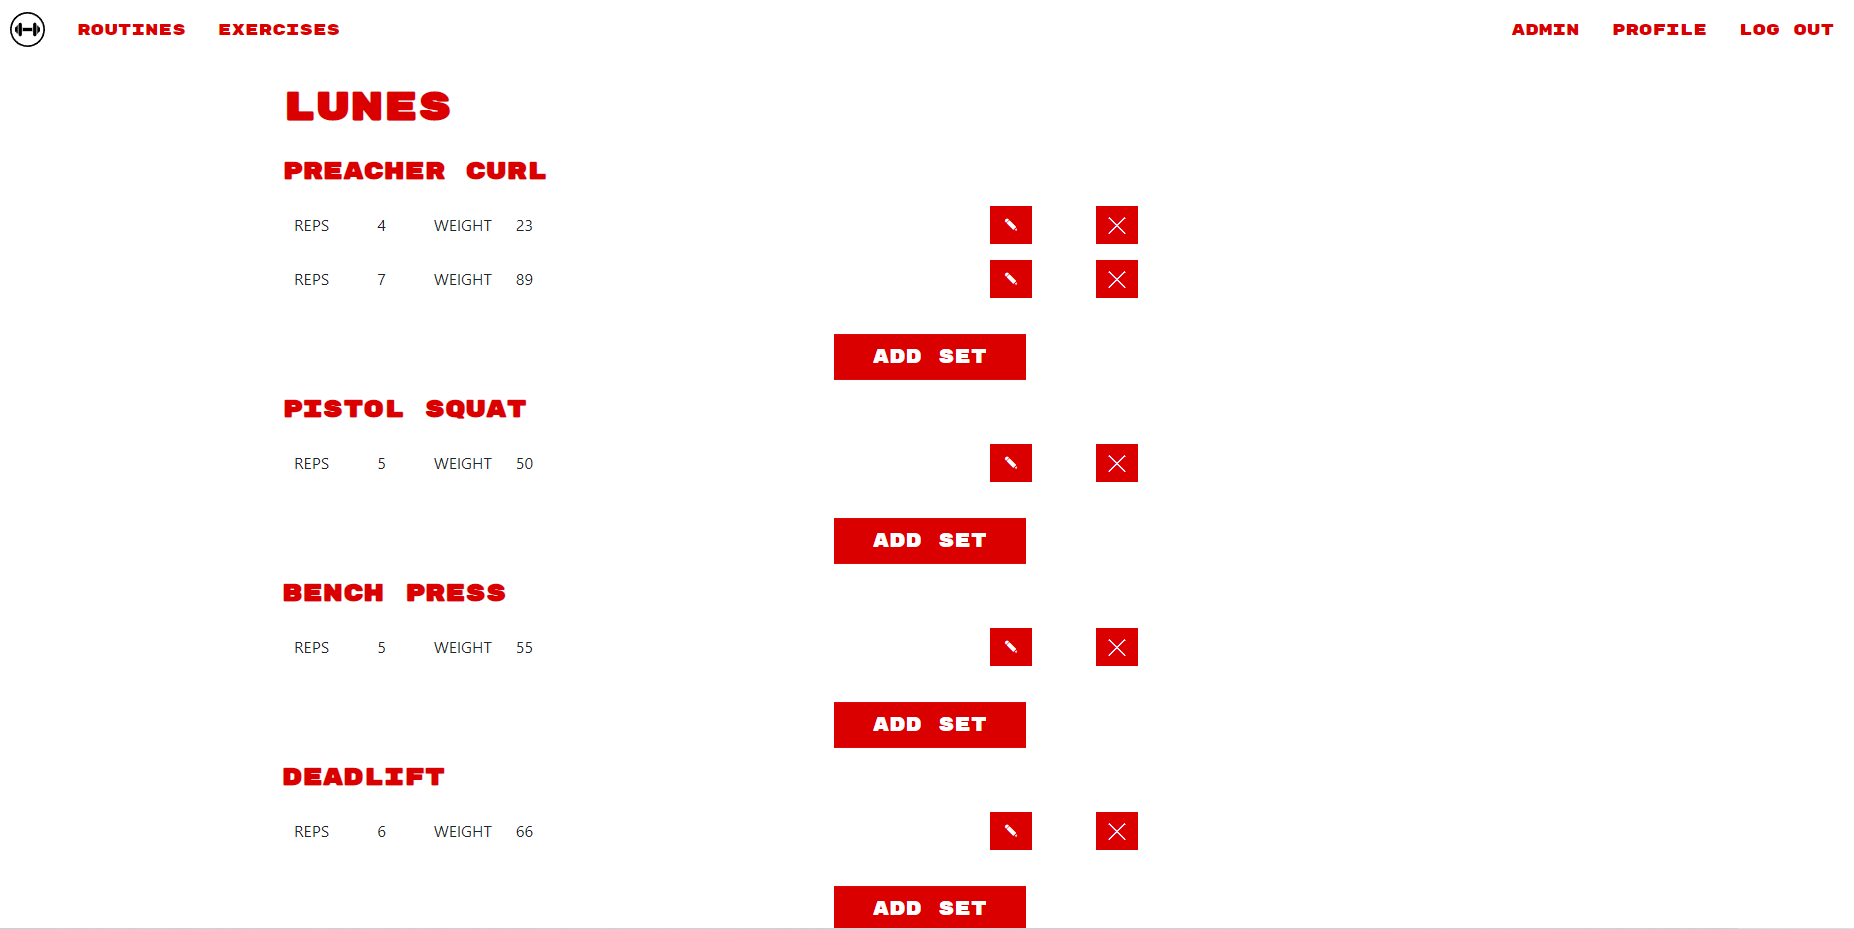 ROUTINES EXERCISES ADMIN PROFILE LOG OUT
LUNES
PREACHER CURL
REPS 4 WEIGHT 23
REPS 7 WEIGHT 89
ADD SET
PISTOL SQUAT
REPS 5 WEIGHT 50
ADD SET
BENCH PRESS
REPS 5 WEIGHT 55
ADD SET
DEADLIFT
REPS 6 WEIGHT 66
ADD SET